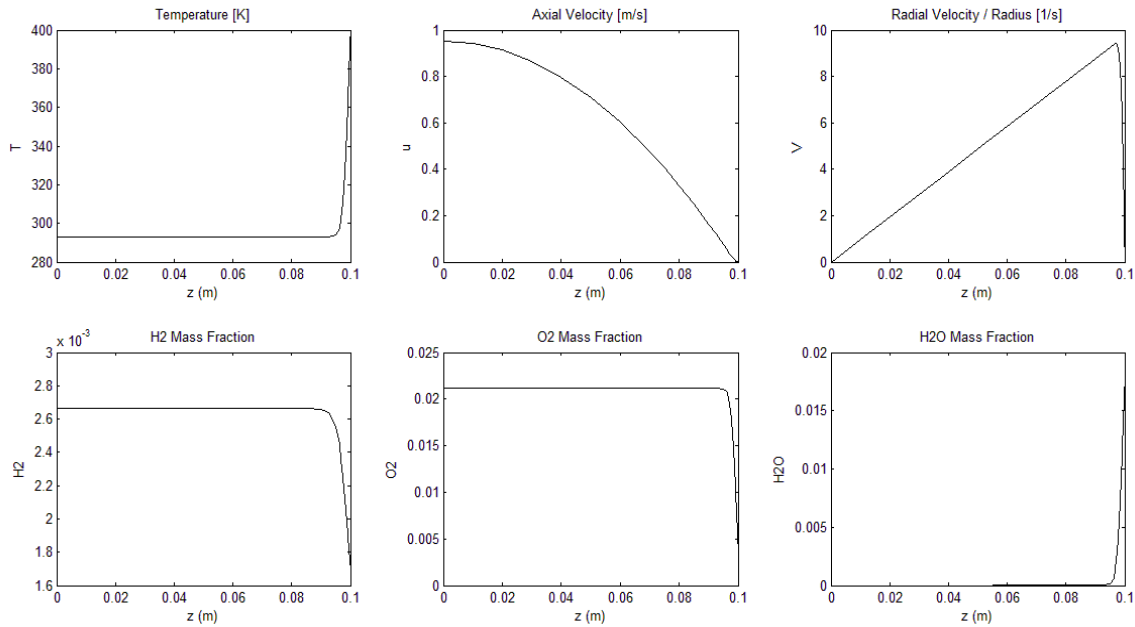 Temperature [K]
400
380
360
340
320
300
280
T
0 0.02 0.04 0.06 0.08 0.1
z (m)
Axial Velocity [m/s]
1
0.8
0.6
0.4
0.2
0
u
0 0.02 0.04 0.06 0.08 0.1
z (m)
Radial Velocity / Radius [1/s]
10
8
6
4
2
0
V
0 0.02 0.04 0.06 0.08 0.1
z (m)
x 10⁻³
H2 Mass Fraction
3
2.8
2.6
2.4
2.2
2
1.8
1.6
H2
0 0.02 0.04 0.06 0.08 0.1
z (m)
O2 Mass Fraction
0.025
0.02
0.015
0.01
0.005
0
O2
0 0.02 0.04 0.06 0.08 0.1
z (m)
H2O Mass Fraction
0.02
0.015
0.01
0.005
0
H2O
0 0.02 0.04 0.06 0.08 0.1
z (m)